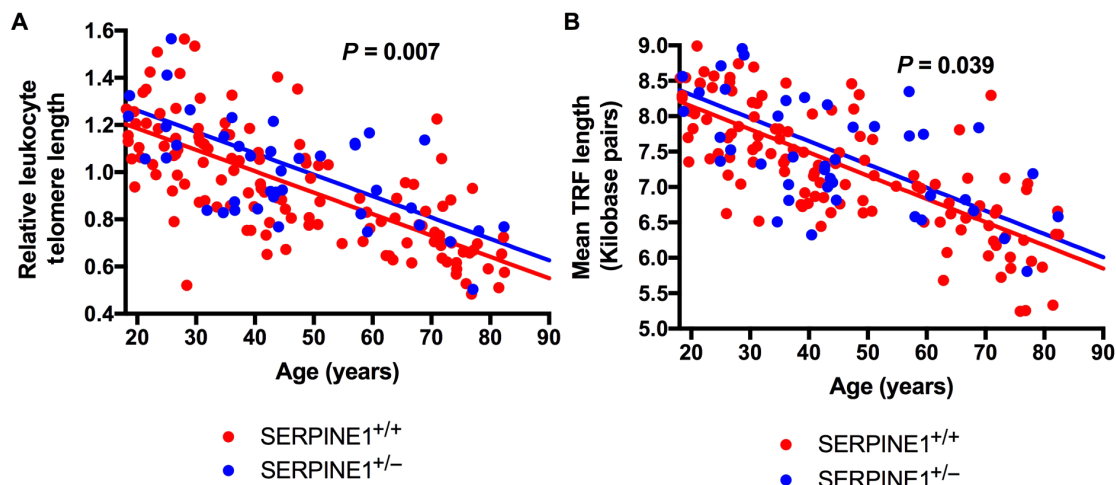 A
P = 0.007
Relative leukocyte
telomere length
1.6
1.4
1.2
1.0
0.8
0.6
0.4
20 30 40 50 60 70 80 90
Age (years)
SERPINE1+/+
SERPINE1+/–
B
P = 0.039
Mean TRF length
(Kilobase pairs)
9.0
8.5
8.0
7.5
7.0
6.5
6.0
5.5
5.0
20 30 40 50 60 70 80 90
Age (years)
SERPINE1+/+
SERPINE1+/–